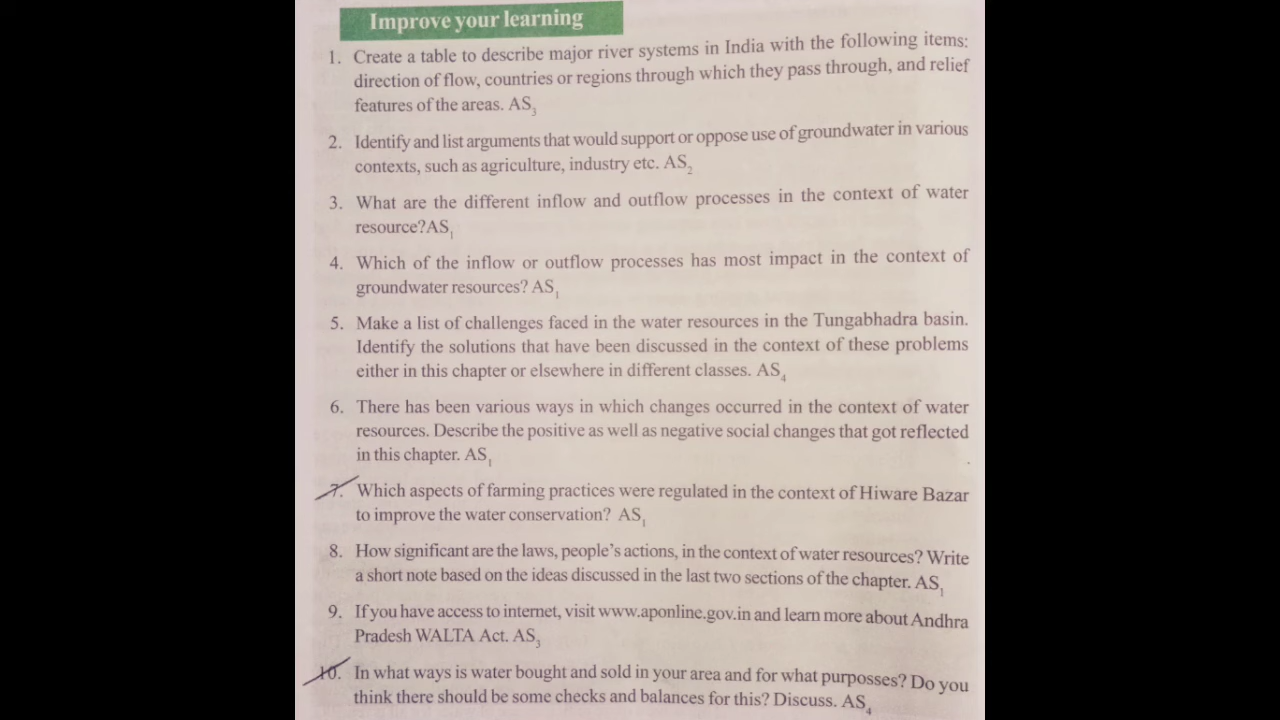 Improve your learning
1. Create a table to describe major river systems in India with the following items:
direction of flow, countries or regions through which they pass through, and relief
features of the areas. AS₃
2. Identify and list arguments that would support or oppose use of groundwater in various
contexts, such as agriculture, industry etc. AS₂
3. What are the different inflow and outflow processes in the context of water
resource?AS₁
4. Which of the inflow or outflow processes has most impact in the context of
groundwater resources? AS₁
5. Make a list of challenges faced in the water resources in the Tungabhadra basin.
Identify the solutions that have been discussed in the context of these problems
either in this chapter or elsewhere in different classes. AS₄
6. There has been various ways in which changes occurred in the context of water
resources. Describe the positive as well as negative social changes that got reflected
in this chapter. AS₁
7. Which aspects of farming practices were regulated in the context of Hiware Bazar
to improve the water conservation? AS₁
8. How significant are the laws, people's actions, in the context of water resources? Write
a short note based on the ideas discussed in the last two sections of the chapter. AS₁
9. If you have access to internet, visit www.aponline.gov.in and learn more about Andhra
Pradesh WALTA Act. AS₃
10. In what ways is water bought and sold in your area and for what purposses? Do you
think there should be some checks and balances for this? Discuss. AS₄